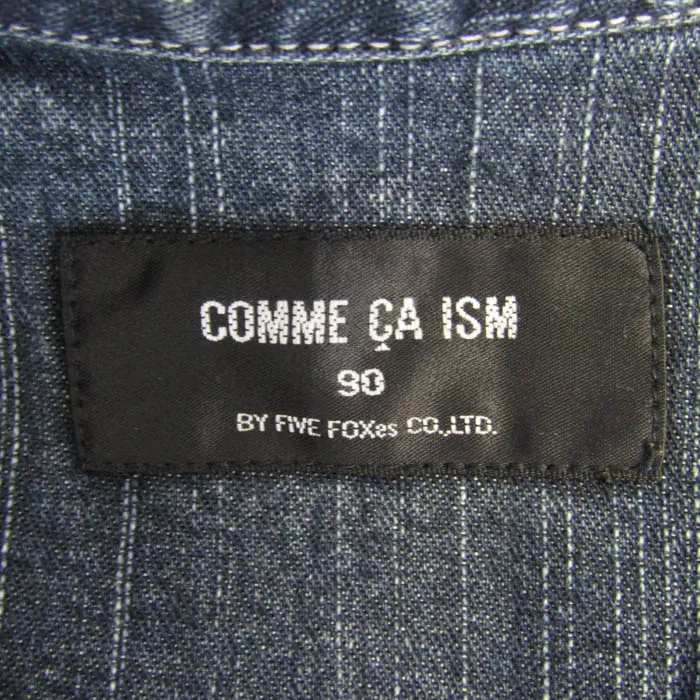 COMME ÇA ISM
90
BY FIVE FOXes CO.,LTD.